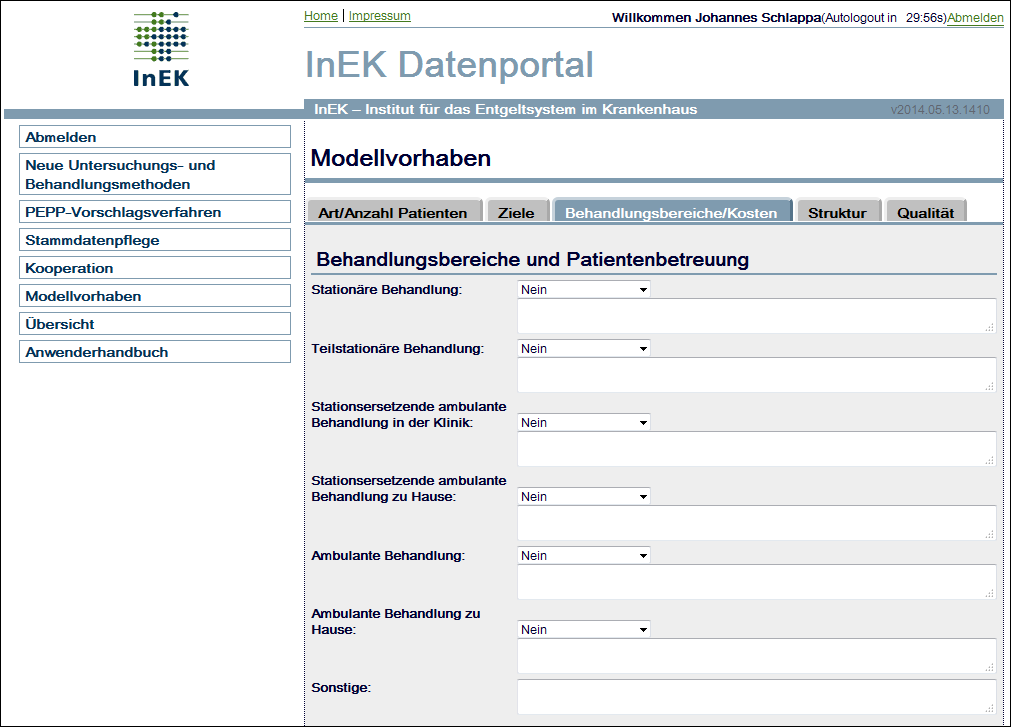 InEK
Home | Impressum
Willkommen Johannes Schlappa(Autologout in 29:56s)Abmelden
InEK Datenportal
InEK – Institut für das Entgeltsystem im Krankenhaus
v2014.05.13.1410
Abmelden
Neue Untersuchungs- und
Behandlungsmethoden
PEPP-Vorschlagsverfahren
Stammdatenpflege
Kooperation
Modellvorhaben
Übersicht
Anwenderhandbuch
Modellvorhaben
Art/Anzahl Patienten
Ziele
Behandlungsbereiche/Kosten
Struktur
Qualität
Behandlungsbereiche und Patientenbetreuung
Stationäre Behandlung:
Nein
Teilstationäre Behandlung:
Nein
Stationsersetzende ambulante
Behandlung in der Klinik:
Nein
Stationsersetzende ambulante
Behandlung zu Hause:
Nein
Ambulante Behandlung:
Nein
Ambulante Behandlung zu
Hause:
Nein
Sonstige: